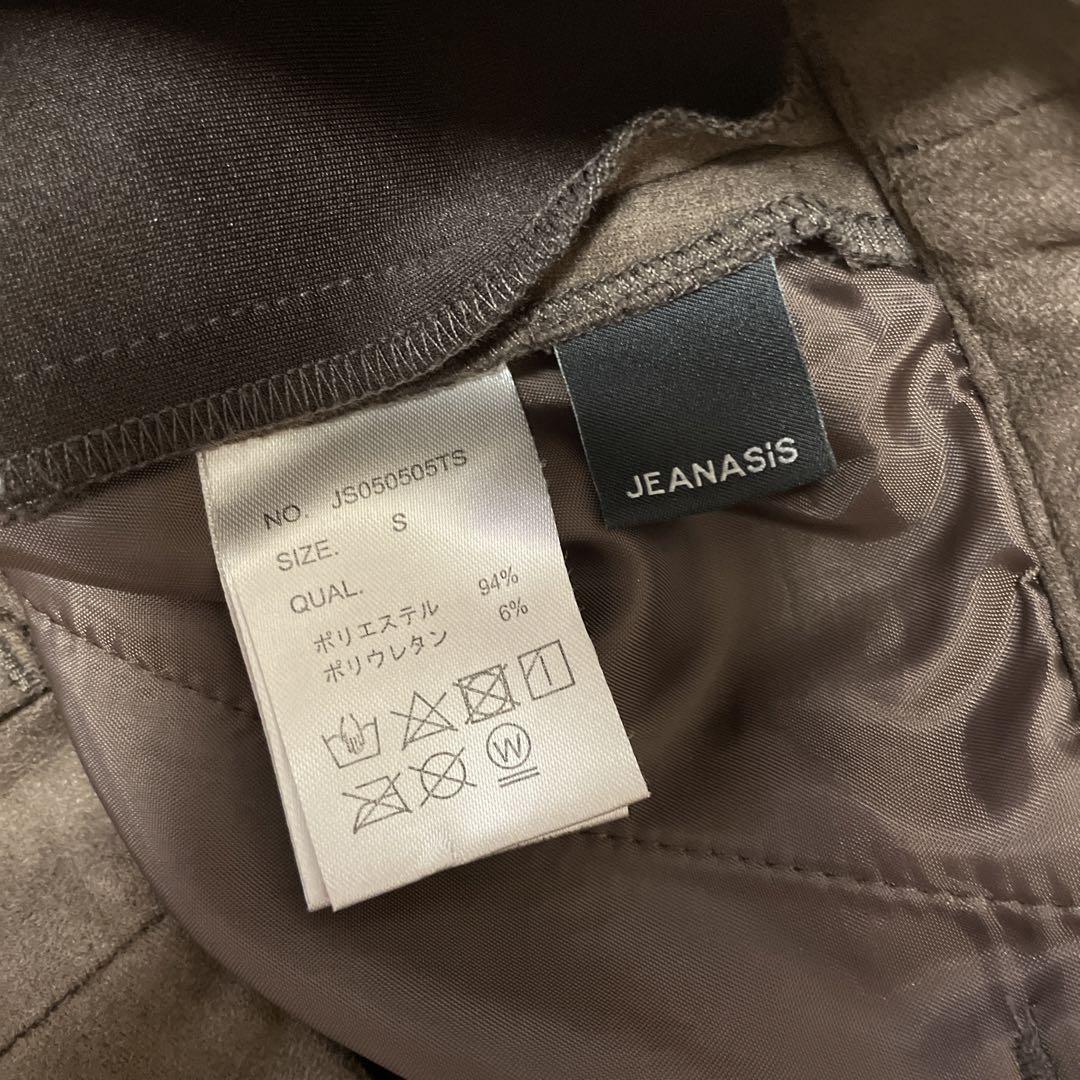 JEANASiS
NO. JS050505TS
SIZE. S
QUAL.
ポリエステル 94%
ポリウレタン 6%
W